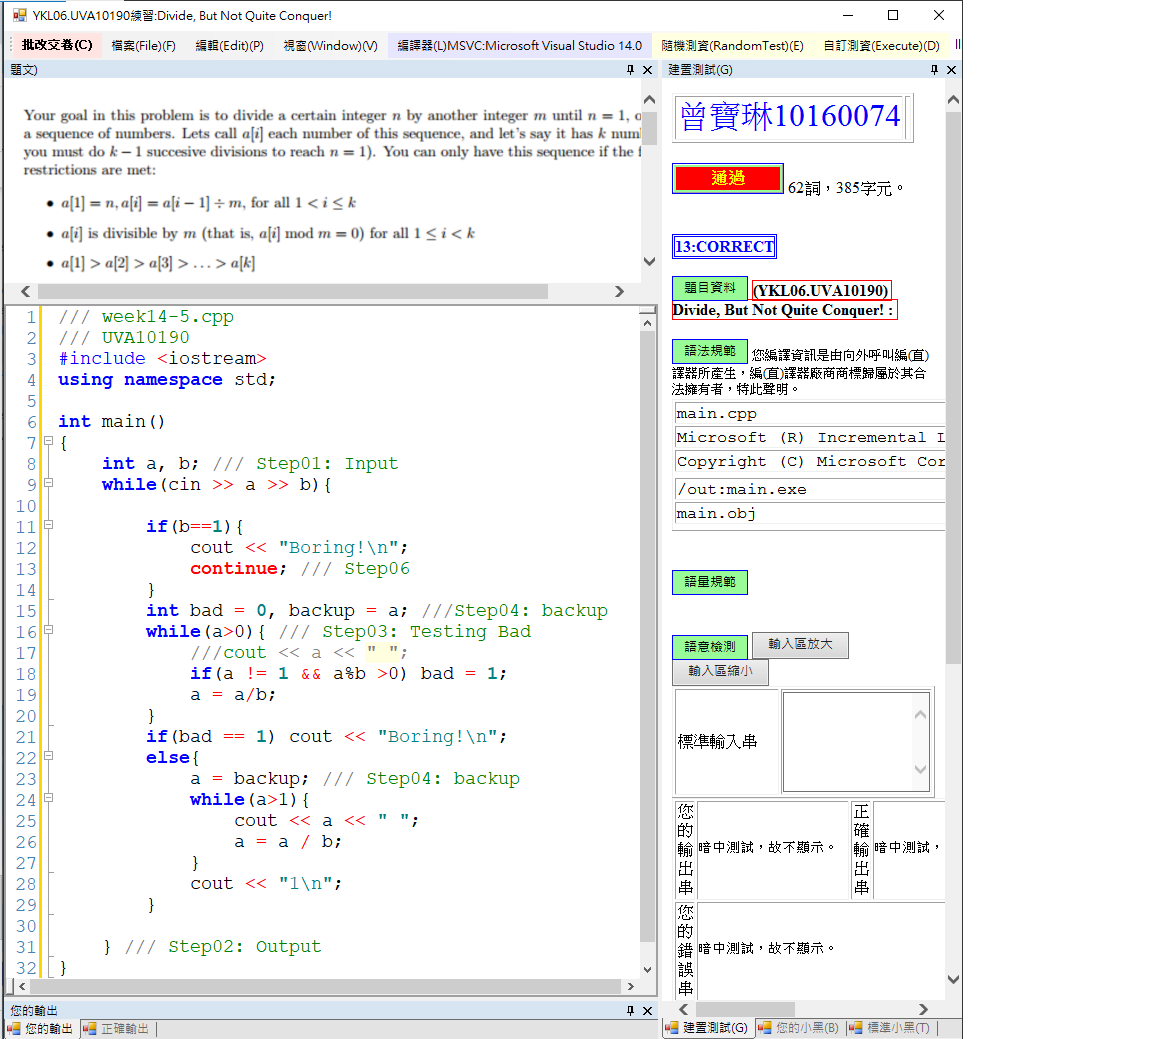 YKL06.UVA10190練習:Divide, But Not Quite Conquer!
批改交卷(C) 檔案(File)(F) 編輯(Edit)(P) 視窗(Window)(V) 編譯器(L)MSVC:Microsoft Visual Studio 14.0 隨機測資(RandomTest)(E) 自訂測資(Execute)(D)
題文)
Your goal in this problem is to divide a certain integer n by another integer m until n = 1, o
a sequence of numbers. Lets call a[i] each number of this sequence, and let's say it has k num
you must do k − 1 succesive divisions to reach n = 1). You can only have this sequence if the f
restrictions are met:
• a[1] = n, a[i] = a[i − 1] ÷ m, for all 1 < i ≤ k
• a[i] is divisible by m (that is, a[i] mod m = 0) for all 1 ≤ i < k
• a[1] > a[2] > a[3] > ... > a[k]
1 /// week14-5.cpp
2 /// UVA10190
3 #include <iostream>
4 using namespace std;
5
6 int main()
7 {
8 int a, b; /// Step01: Input
9 while(cin >> a >> b){
10
11 if(b==1){
12 cout << "Boring!\n";
13 continue; /// Step06
14 }
15 int bad = 0, backup = a; ///Step04: backup
16 while(a>0){ /// Step03: Testing Bad
17 ///cout << a << " ";
18 if(a != 1 && a%b >0) bad = 1;
19 a = a/b;
20 }
21 if(bad == 1) cout << "Boring!\n";
22 else{
23 a = backup; /// Step04: backup
24 while(a>1){
25 cout << a << " ";
26 a = a / b;
27 }
28 cout << "1\n";
29 }
30
31 } /// Step02: Output
32 }
您的輸出
您的輸出 正確輸出
建置測試(G)
曾寶琳10160074
通過 62詞，385字元。
13:CORRECT
題目資料 (YKL06.UVA10190)
Divide, But Not Quite Conquer! :
語法規範 您編譯資訊是由向外呼叫編(直)
譯器所產生，編(直)譯器廠商商標歸屬於其合
法擁有者，特此聲明。
main.cpp
Microsoft (R) Incremental L
Copyright (C) Microsoft Cor
/out:main.exe
main.obj
語量規範
語意檢測 輸入區放大
輸入區縮小
標準輸入串
您的輸出串 暗中測試，故不顯示。 正確輸出串 暗中測試，
您的錯誤串 暗中測試，故不顯示。
建置測試(G) 您的小黑(B) 標準小黑(T)